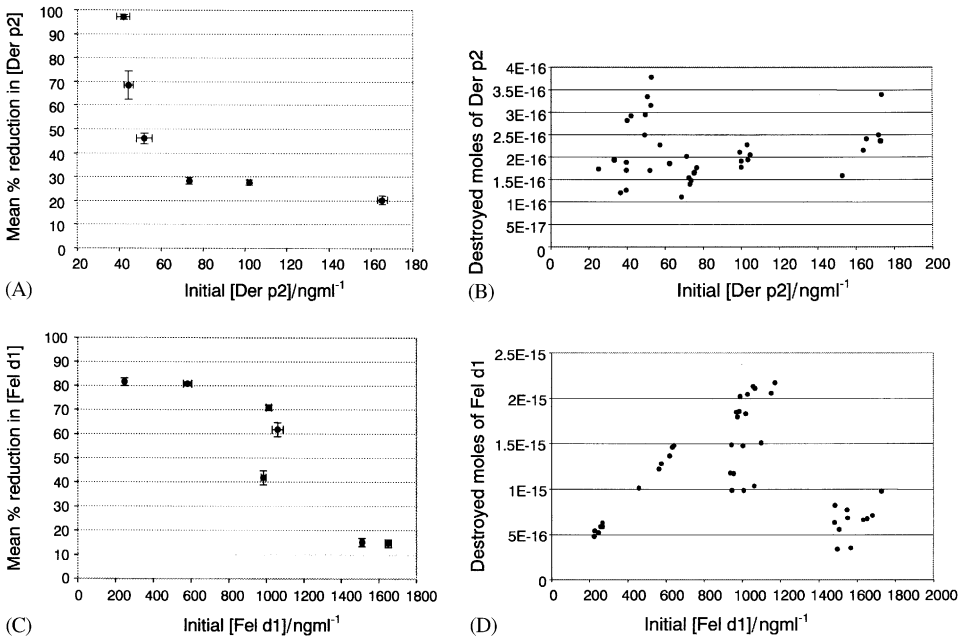 Mean % reduction in [Der p2]
100
90
80
70
60
50
40
30
20
10
0
0 20 40 60 80 100 120 140 160 180
Initial [Der p2]/ngml-1
(A)
Destroyed moles of Der p2
4E-16
3.5E-16
3E-16
2.5E-16
2E-16
1.5E-16
1E-16
5E-17
0
20 20 40 60 80 100 120 140 160 180 200
Initial [Der p2]/ngml-1
(B)
Mean % reduction in [Fel d1]
100
90
80
70
60
50
40
30
20
10
0 200 400 600 800 1000 1200 1400 1600 1800
Initial [Fel d1]/ngml-1
(C)
Destroyed moles of Fel d1
2.5E-15
2E-15
1.5E-15
1E-15
5E-16
0
0 200 400 600 800 1000 1200 1400 1600 1800 2000
Initial [Fel d1]/ngml-1
(D)